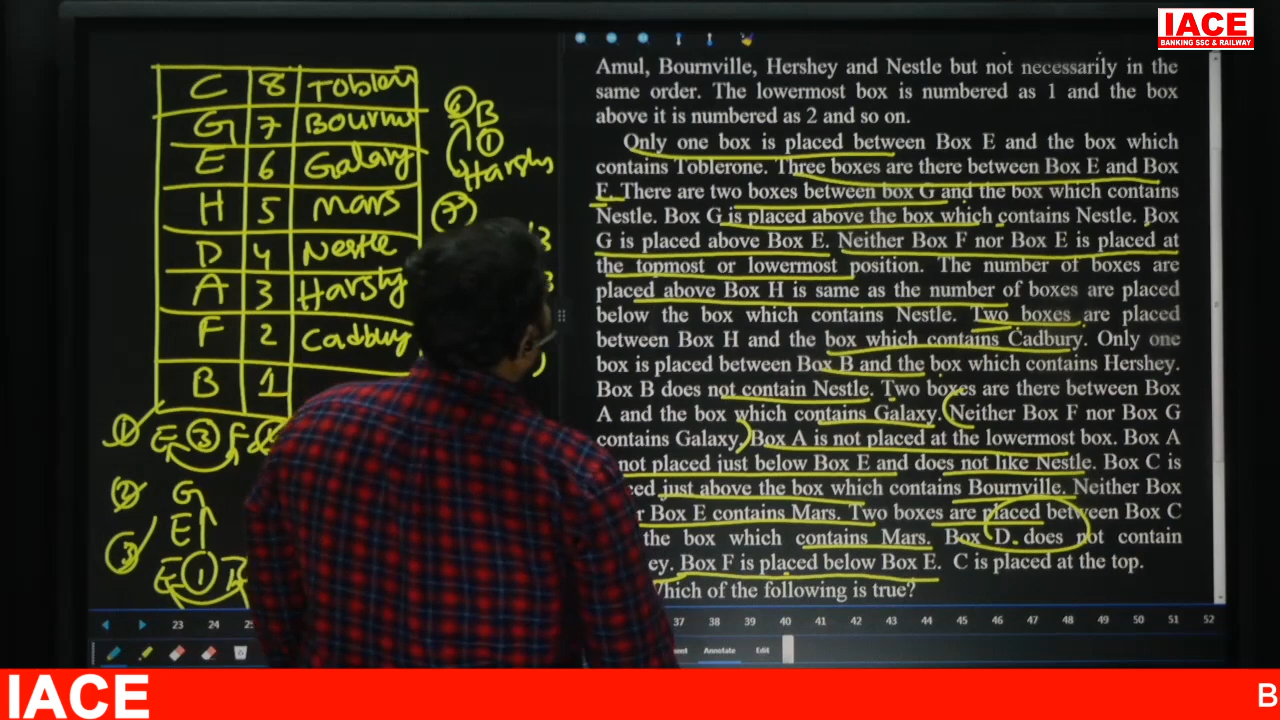 IACE
BANKING SSC & RAILWAY
Amul, Bournville, Hershey and Nestle but not necessarily in the
same order. The lowermost box is numbered as 1 and the box
above it is numbered as 2 and so on.
Only one box is placed between Box E and the box which
contains Toblerone. Three boxes are there between Box E and Box
F. There are two boxes between box G and the box which contains
Nestle. Box G is placed above the box which contains Nestle. Box
G is placed above Box E. Neither Box F nor Box E is placed at
the topmost or lowermost position. The number of boxes are
placed above Box H is same as the number of boxes are placed
below the box which contains Nestle. Two boxes are placed
between Box H and the box which contains Cadbury. Only one
box is placed between Box B and the box which contains Hershey.
Box B does not contain Nestle. Two boxes are there between Box
A and the box which contains Galaxy. Neither Box F nor Box G
contains Galaxy. Box A is not placed at the lowermost box. Box A
not placed just below Box E and does not like Nestle. Box C is
just above the box which contains Bournville. Neither Box
Box E contains Mars. Two boxes are placed between Box C
the box which contains Mars. Box D does not contain
Box F is placed below Box E. C is placed at the top.
of the following is true?
C 8
G 7
E 6 Galaxy
H 5 Mars
D 4 Nestle
A 3 Harshy
F 2 Cadbury
B 1
6 B
1
Harshy
7
1 E 3 F
2 G
E
3
E 1
23 24
37 38 39 40 41 42 43 44 45 46 47 48 49 50 51 52
Annotate Edit
IACE
B